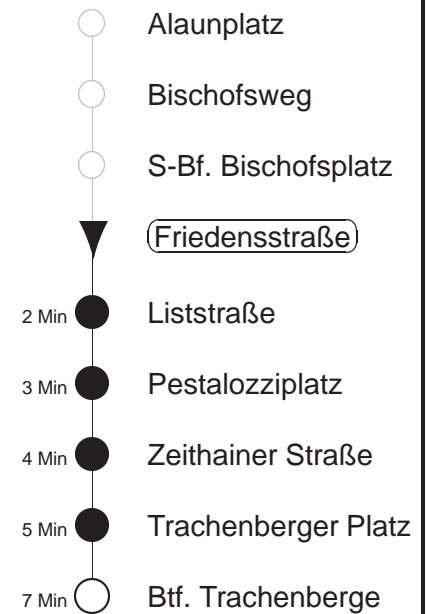 Alaunplatz
Bischofsweg
S-Bf. Bischofsplatz
Friedensstraße
2 Min Liststraße
3 Min Pestalozziplatz
4 Min Zeithainer Straße
5 Min Trachenberger Platz
7 Min Btf. Trachenberge